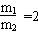 m₁/m₂ = 2